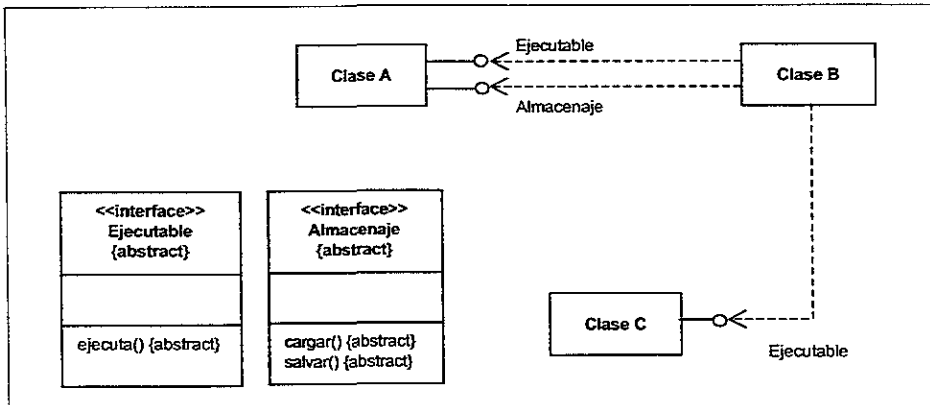 Ejecutable
Clase A
Clase B
Almacenaje
<<interface>>
Ejecutable
{abstract}
ejecuta() {abstract}
<<interface>>
Almacenaje
{abstract}
cargar() {abstract}
salvar() {abstract}
Clase C
Ejecutable